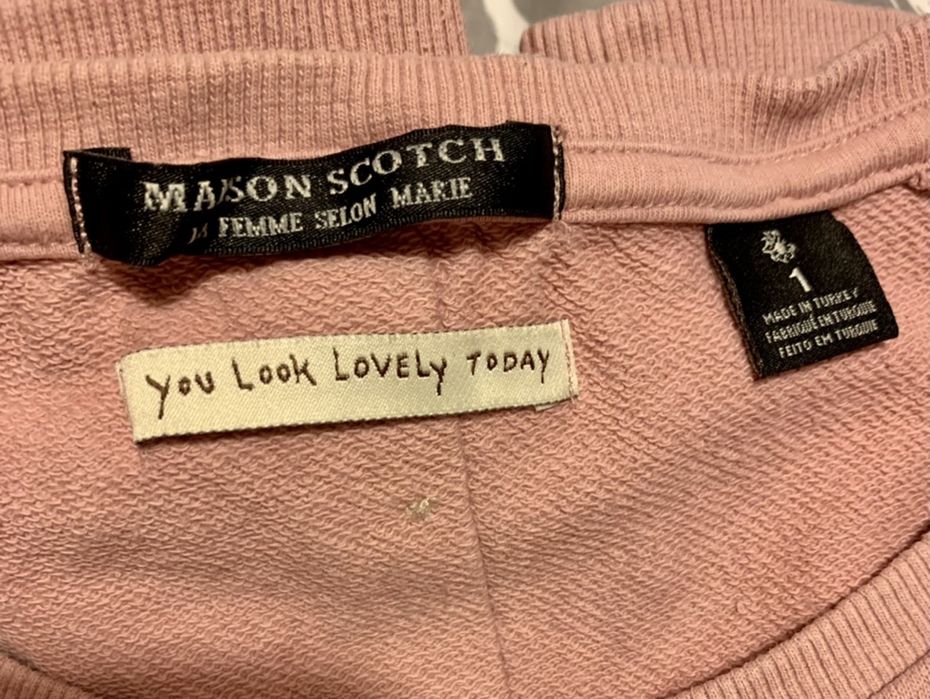 MAISON SCOTCH
LA FEMME SELON MARIE
YOU LOOK LOVELY TODAY
1
MADE IN TURKEY
FABRIQUÉ EN TURQUIE
FEITO EM TURQUIE